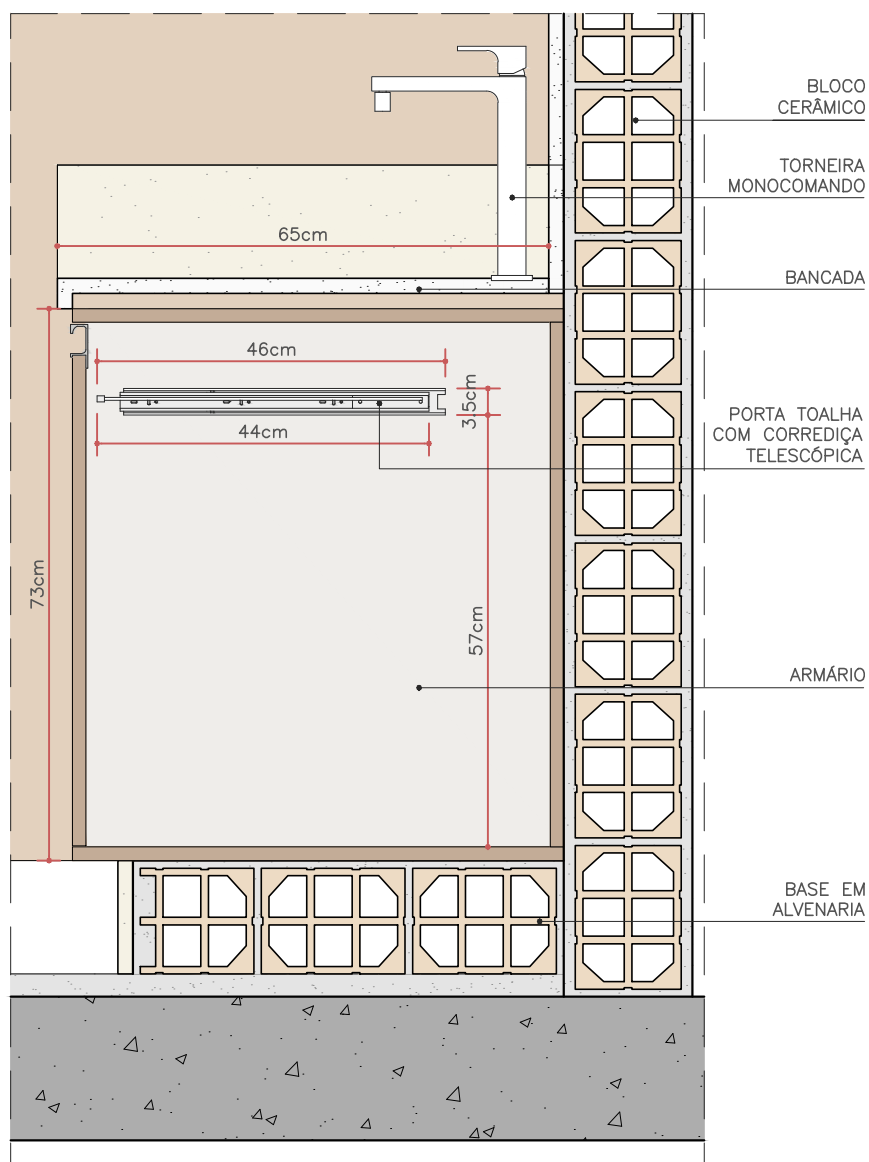 BLOCO
CERÂMICO
TORNEIRA
MONOCOMANDO
65cm
BANCADA
46cm
3,5cm
PORTA TOALHA
COM CORREDIÇA
TELESCÓPICA
44cm
73cm
57cm
ARMÁRIO
BASE EM
ALVENARIA